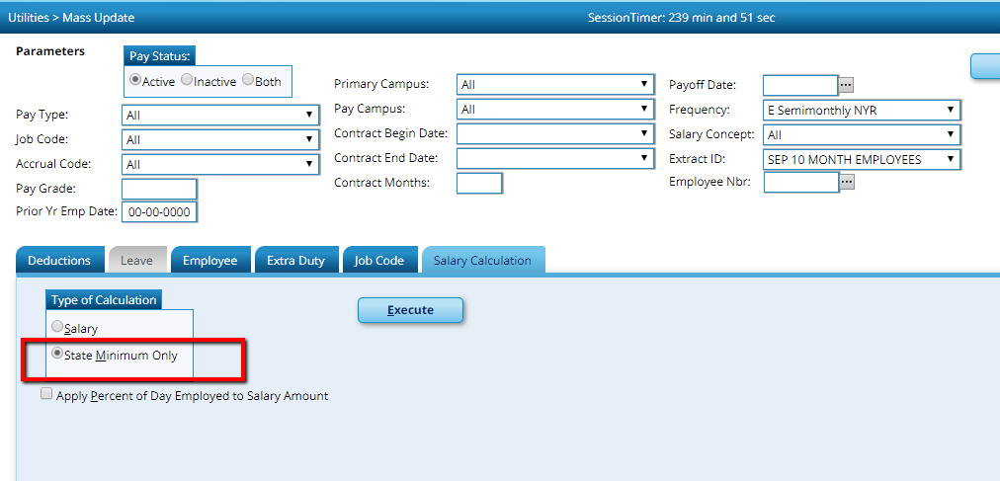 Utilities > Mass Update
SessionTimer: 239 min and 51 sec
Parameters
Pay Status:
Active Inactive Both
Pay Type: All
Job Code: All
Accrual Code: All
Pay Grade:
Prior Yr Emp Date: 00-00-0000
Primary Campus: All
Pay Campus: All
Contract Begin Date:
Contract End Date:
Contract Months:
Payoff Date: ...
Frequency: E Semimonthly NYR
Salary Concept: All
Extract ID: SEP 10 MONTH EMPLOYEES
Employee Nbr: ...
Deductions Leave Employee Extra Duty Job Code Salary Calculation
Type of Calculation
Salary
State Minimum Only
Execute
Apply Percent of Day Employed to Salary Amount